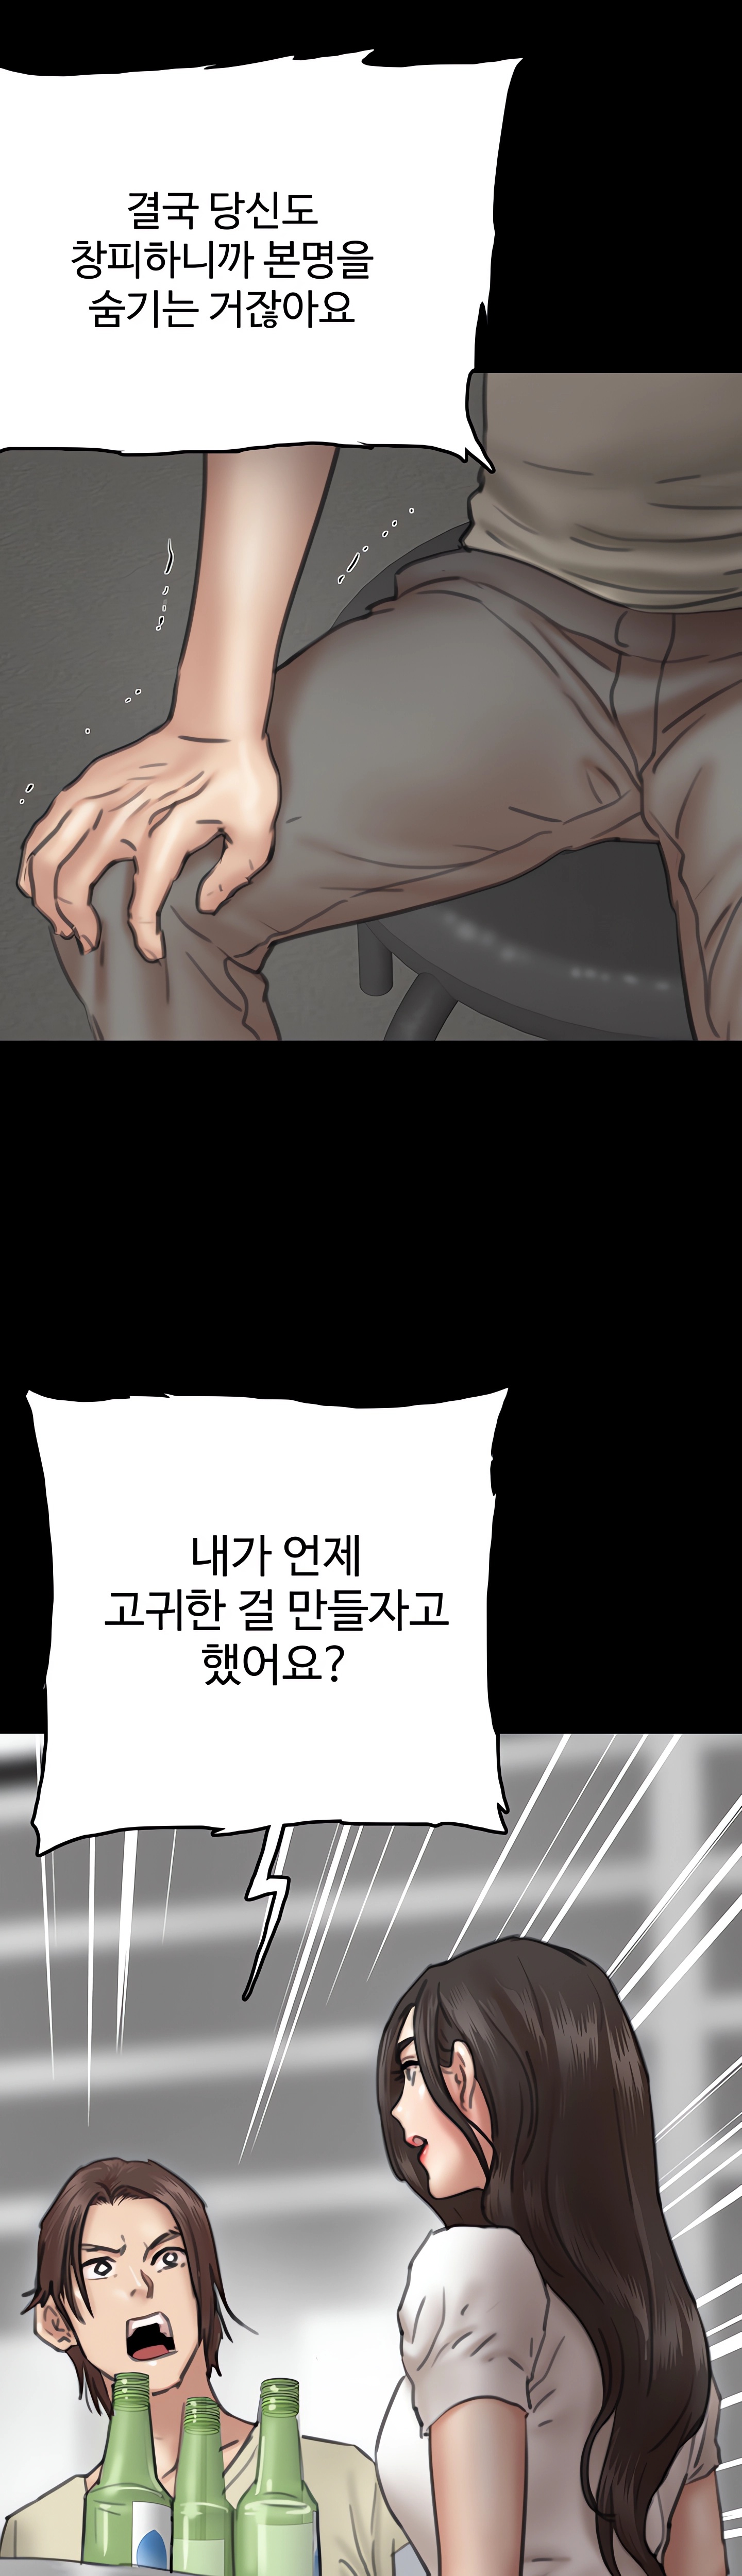 결국 당신도
창피하니까 본명을
숨기는 거잖아요
내가 언제
고귀한 걸 만들자고
했어요?